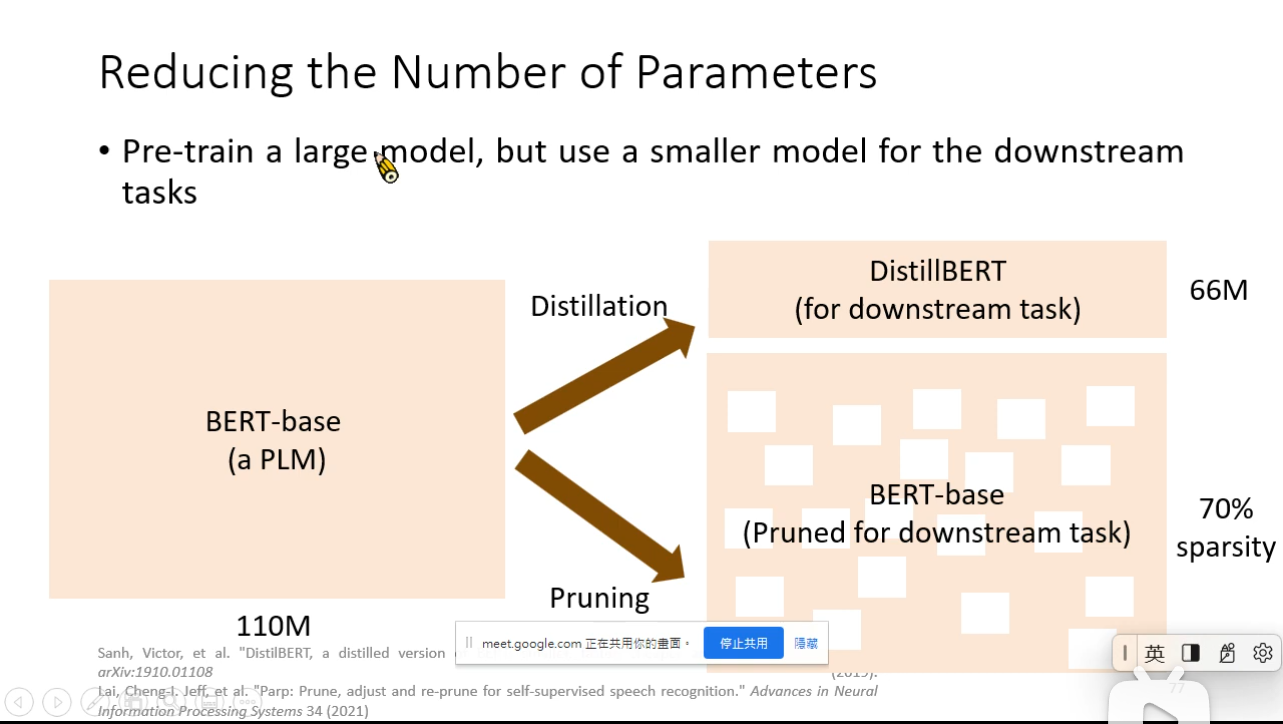 Reducing the Number of Parameters
• Pre-train a large model, but use a smaller model for the downstream
tasks
BERT-base
(a PLM)
110M
Distillation
Pruning
DistillBERT
(for downstream task)
66M
BERT-base
(Pruned for downstream task)
70%
sparsity
meet.google.com 正在共用你的畫面。 停止共用 隱藏
英
Sanh, Victor, et al. "DistilBERT, a distilled version
(2019).
arXiv:1910.01108
Lai, Cheng-I. Jeff, et al. "Parp: Prune, adjust and re-prune for self-supervised speech recognition." Advances in Neural
Information Processing Systems 34 (2021)
77